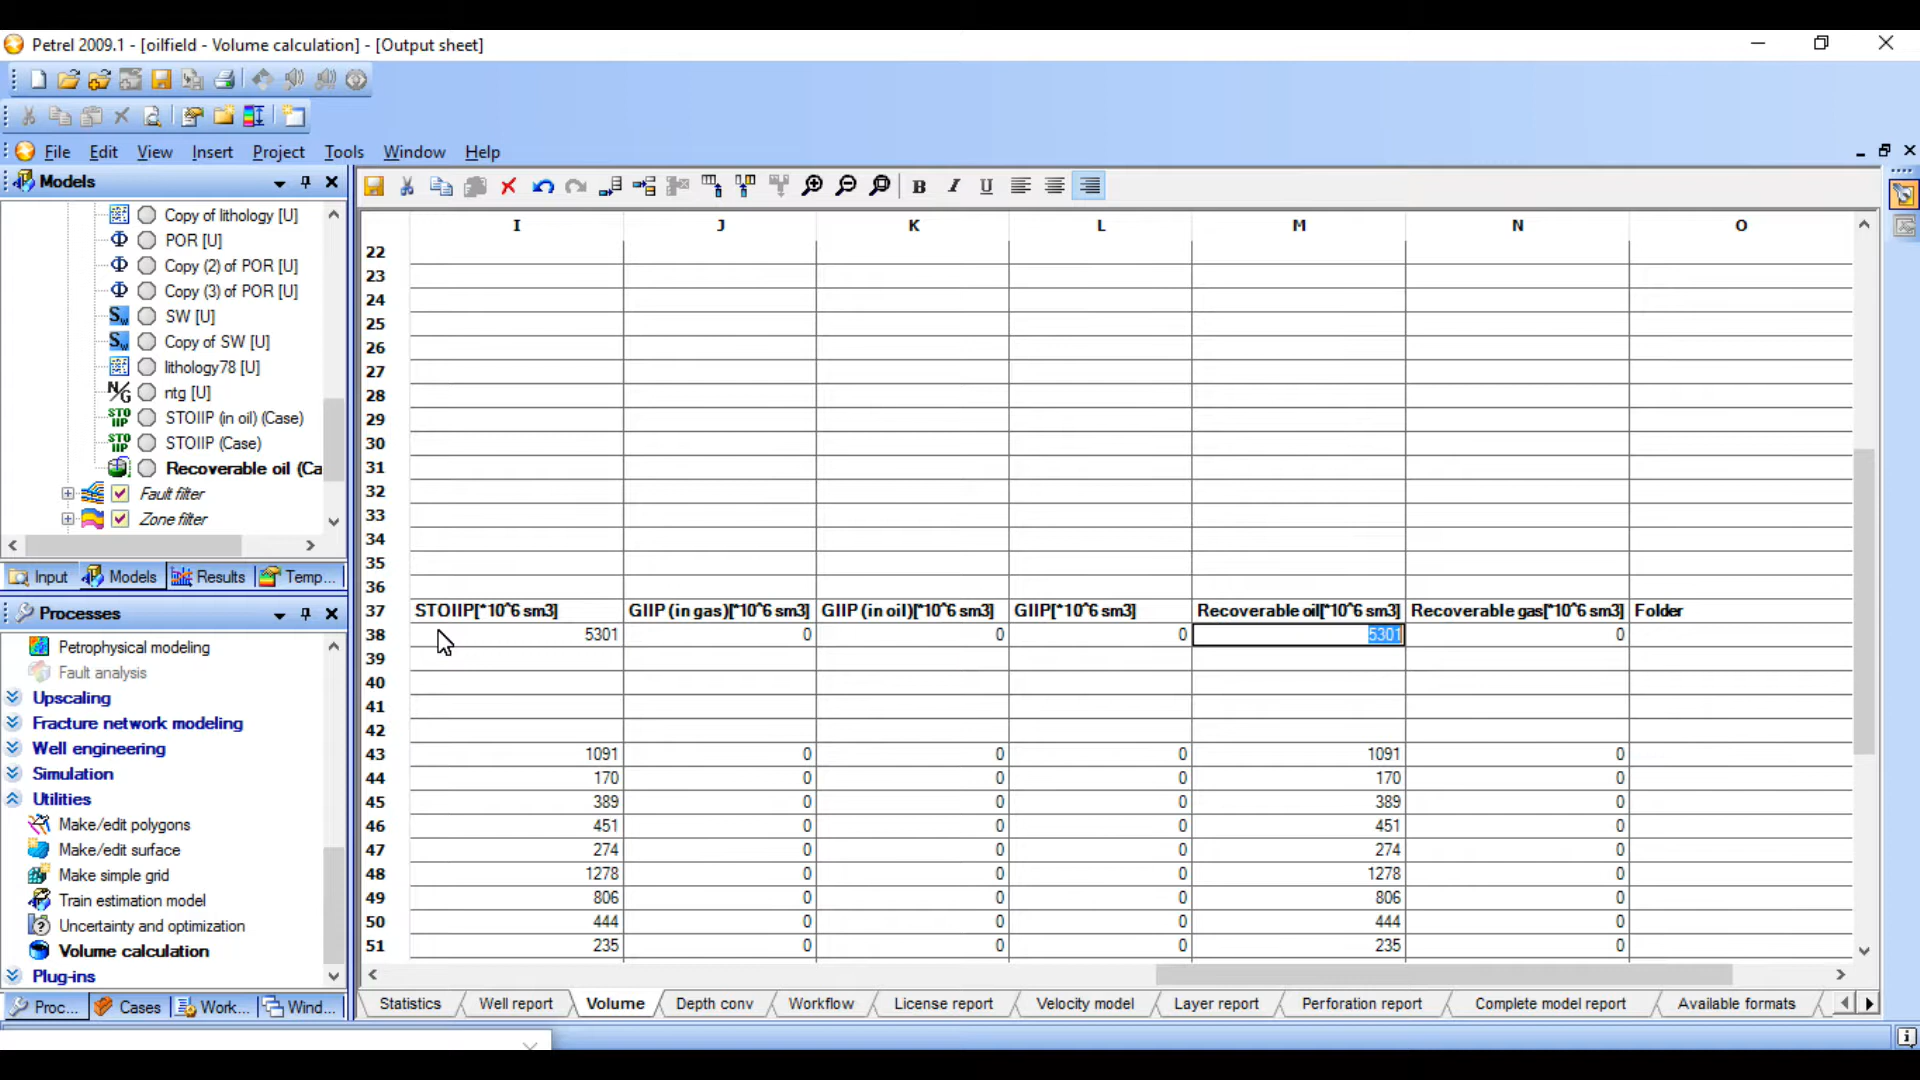 Petrel 2009.1 - [oilfield - Volume calculation] - [Output sheet]
File Edit View Insert Project Tools Window Help
Models
Copy of lithology [U]
POR [U]
Copy (2) of POR [U]
Copy (3) of POR [U]
SW [U]
Copy of SW [U]
lithology78 [U]
ntg [U]
STOIIP (in oil) (Case)
STOIIP (Case)
Recoverable oil (Ca
Fault filter
Zone filter
Input Models Results Temp...
Processes
Petrophysical modeling
Fault analysis
Upscaling
Fracture network modeling
Well engineering
Simulation
Utilities
Make/edit polygons
Make/edit surface
Make simple grid
Train estimation model
Uncertainty and optimization
Volume calculation
Plug-ins
Proc... Cases Work... Wind...
B I U
I J K L M N O
22
23
24
25
26
27
28
29
30
31
32
33
34
35
36
37 STOIIP[*10^6 sm3] GIIP (in gas)[*10^6 sm3] GIIP (in oil)[*10^6 sm3] GIIP[*10^6 sm3] Recoverable oil[*10^6 sm3] Recoverable gas[*10^6 sm3] Folder
38 5301 0 0 0 5301 0
39
40
41
42
43 1091 0 0 0 1091 0
44 170 0 0 0 170 0
45 389 0 0 0 389 0
46 451 0 0 0 451 0
47 274 0 0 0 274 0
48 1278 0 0 0 1278 0
49 806 0 0 0 806 0
50 444 0 0 0 444 0
51 235 0 0 0 235 0
Statistics Well report Volume Depth conv Workflow License report Velocity model Layer report Perforation report Complete model report Available formats